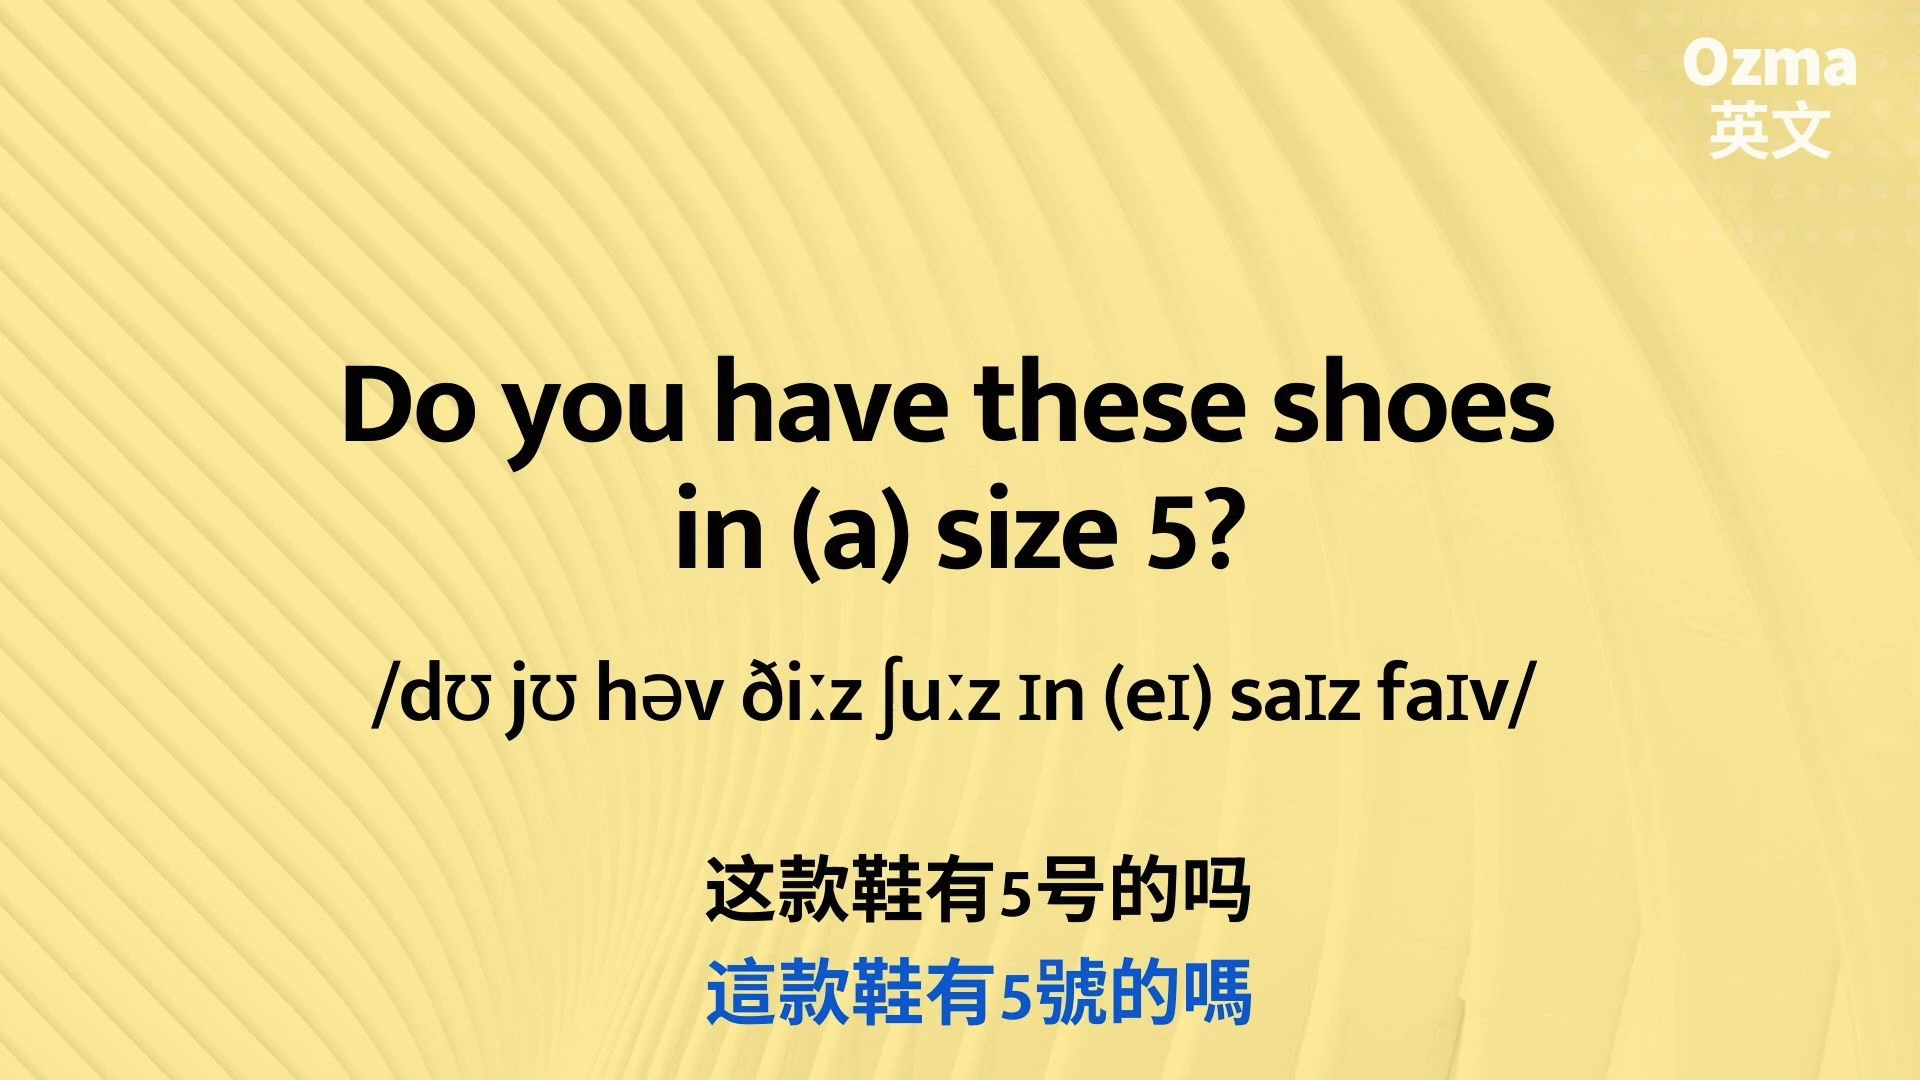 Ozma
英文
Do you have these shoes
in (a) size 5?
/dʊ jʊ həv ðiːz ʃuːz ɪn (eɪ) saɪz faɪv/
这款鞋有5号的吗
這款鞋有5號的嗎